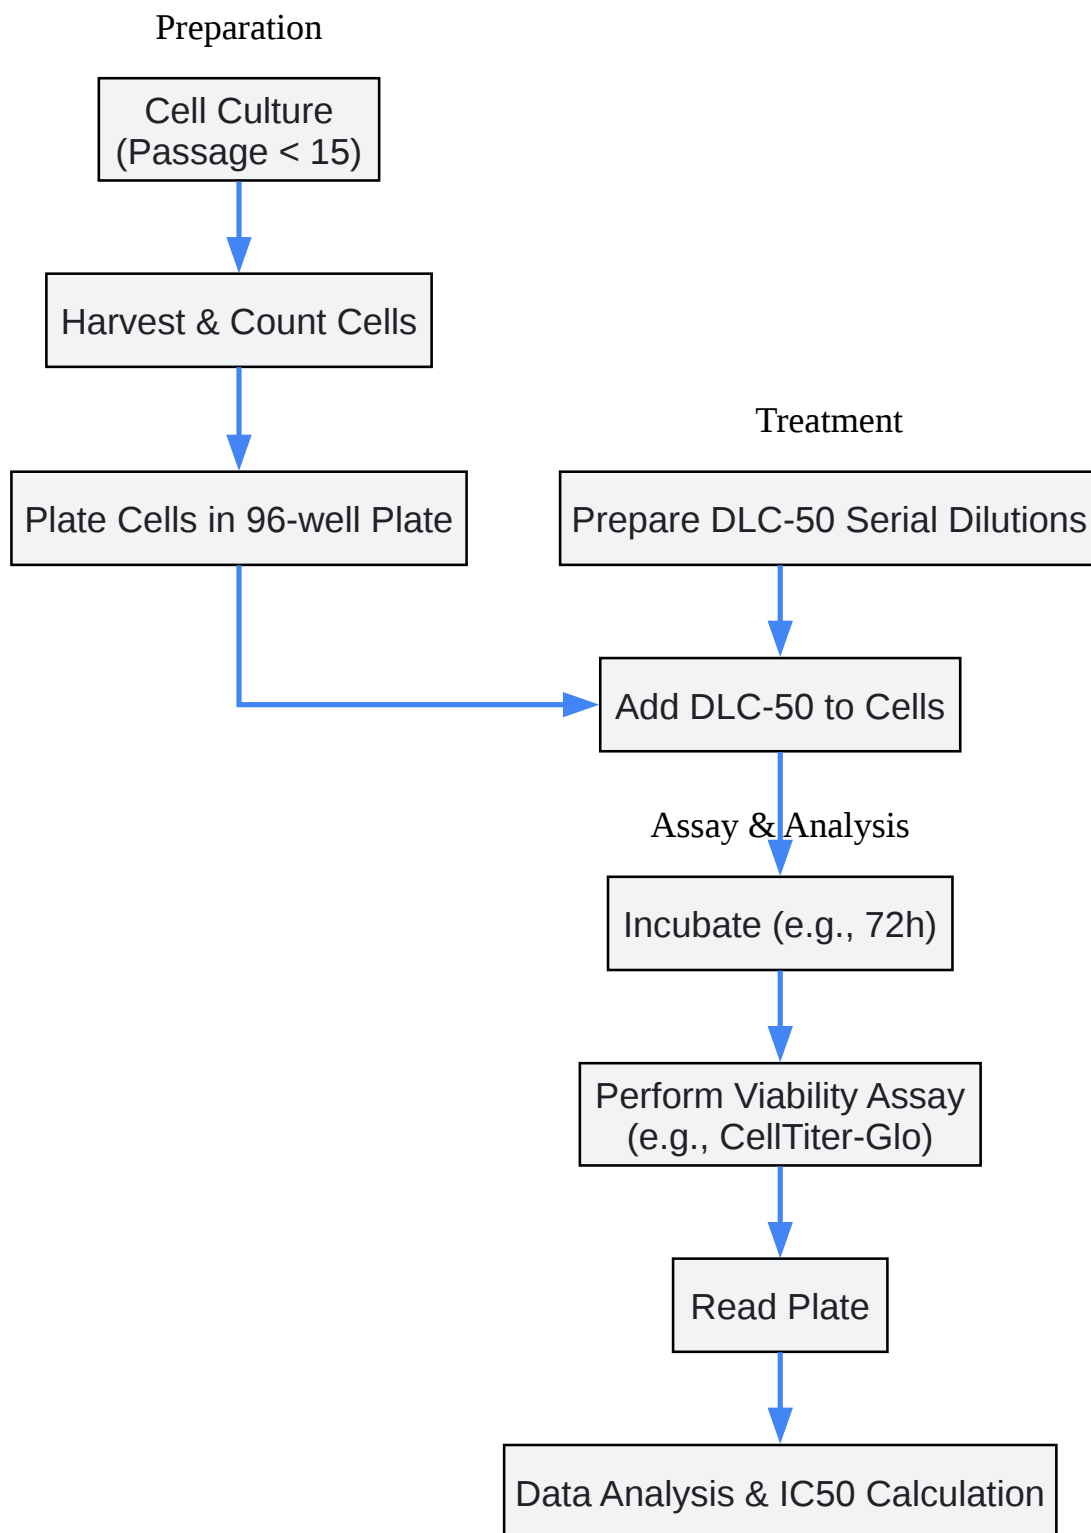 Preparation
Cell Culture
(Passage < 15)
Harvest & Count Cells
Plate Cells in 96-well Plate
Treatment
Prepare DLC-50 Serial Dilutions
Add DLC-50 to Cells
Assay & Analysis
Incubate (e.g., 72h)
Perform Viability Assay
(e.g., CellTiter-Glo)
Read Plate
Data Analysis & IC50 Calculation